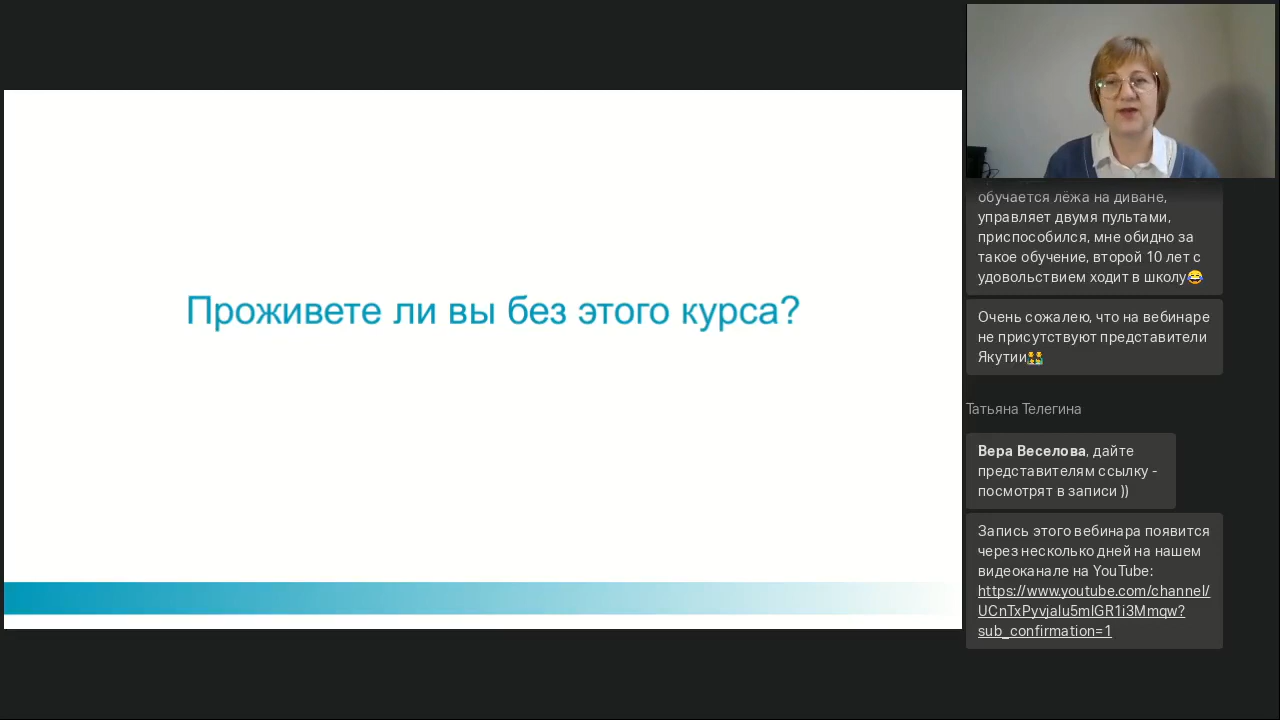 Проживете ли вы без этого курса?
обучается лёжа на диване,
управляет двумя пультами,
приспособился, мне обидно за
такое обучение, второй 10 лет с
удовольствием ходит в школу😂
Очень сожалею, что на вебинаре
не присутствуют представители
Якутии👯
Татьяна Телегина
Вера Веселова, дайте
представителям ссылку -
посмотрят в записи ))
Запись этого вебинара появится
через несколько дней на нашем
видеоканале на YouTube:
https://www.youtube.com/channel/
UCnTxPyvjaIu5mlGR1i3Mmqw?
sub_confirmation=1